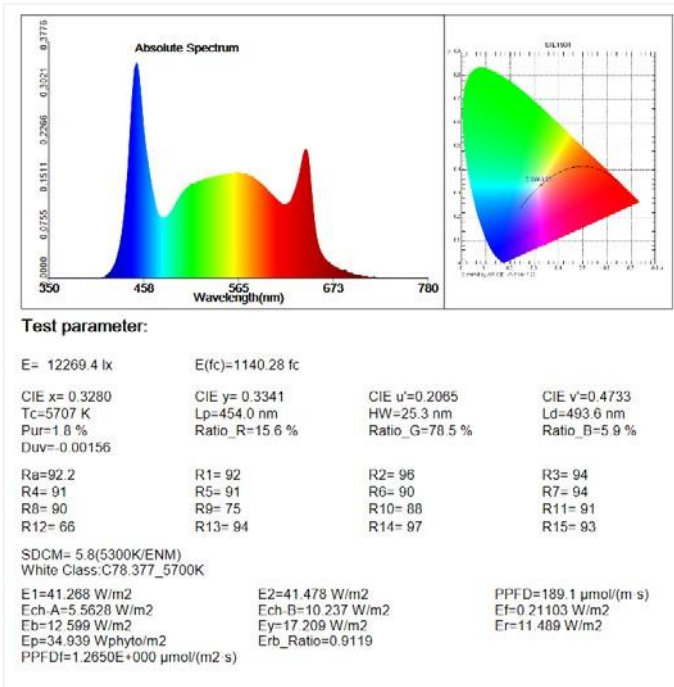 Absolute Spectrum
0.3776
0.3021
0.2266
0.1511
0.0755
0.0000
350 458 565 673 780
Wavelength(nm)
Test parameter:
E= 12269.4 lx E(fc)=1140.28 fc
CIE x= 0.3280 CIE y= 0.3341 CIE u'=0.2065 CIE v'=0.4733
Tc=5707 K Lp=454.0 nm HW=25.3 nm Ld=493.6 nm
Pur=1.8 % Ratio_R=15.6 % Ratio_G=78.5 % Ratio_B=5.9 %
Duv=-0.00156
Ra=92.2 R1= 92 R2= 96 R3= 94
R4= 91 R5= 91 R6= 90 R7= 94
R8= 90 R9= 75 R10= 88 R11= 91
R12= 66 R13= 94 R14= 97 R15= 93
SDCM= 5.8(5300K/ENM)
White Class:C78.377_5700K
E1=41.268 W/m2 E2=41.478 W/m2 PPFD=189.1 μmol/(m s)
Ech-A=5.5628 W/m2 Ech-B=10.237 W/m2 Ef=0.21103 W/m2
Eb=12.599 W/m2 Ey=17.209 W/m2 Er=11.489 W/m2
Ep=34.939 Wphyto/m2 Erb_Ratio=0.9119
PPFDf=1.2650E+000 μmol/(m2 s)